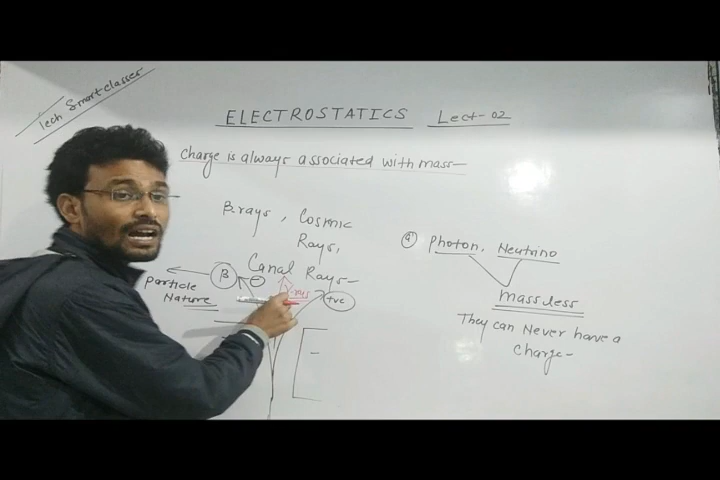 Tech Smart classes
ELECTROSTATICS Lect-02
Charge is always associated with mass-
β-rays, Cosmic
Rays,
Canal Rays-
β
-
Particle
Nature
-rays
+ve
-
Photon, Neutrino
massless
They can Never have a
Charge-